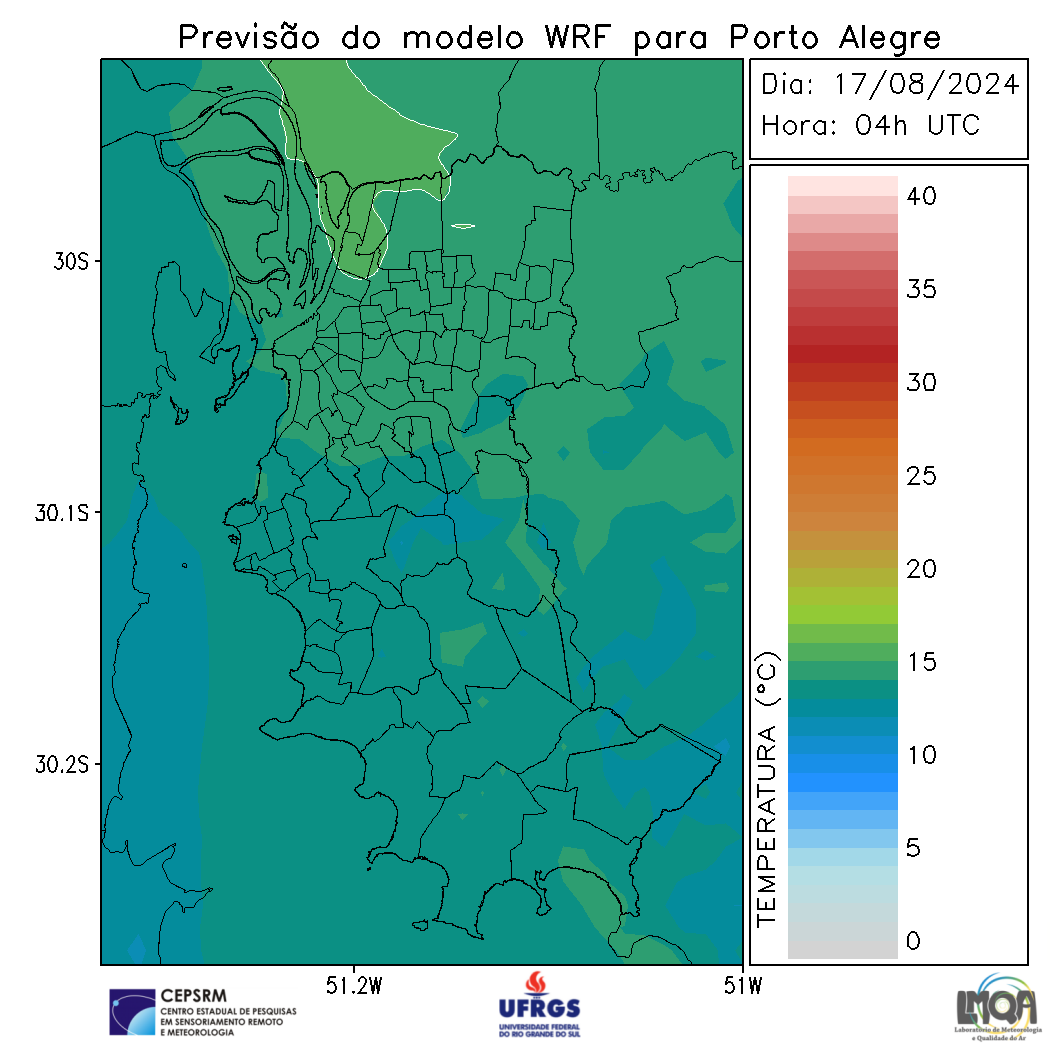 Previsão do modelo WRF para Porto Alegre
Dia: 17/08/2024
Hora: 04h UTC
40
35
30
25
20
15
10
5
0
TEMPERATURA (°C)
30S
30.1S
30.2S
51.2W
51W
CEPSRM
CENTRO ESTADUAL DE PESQUISAS
EM SENSORIAMENTO REMOTO
E METEOROLOGIA
UFRGS
UNIVERSIDADE FEDERAL
DO RIO GRANDE DO SUL
LMQA
Laboratório de Meteorologia
e Qualidade do Ar